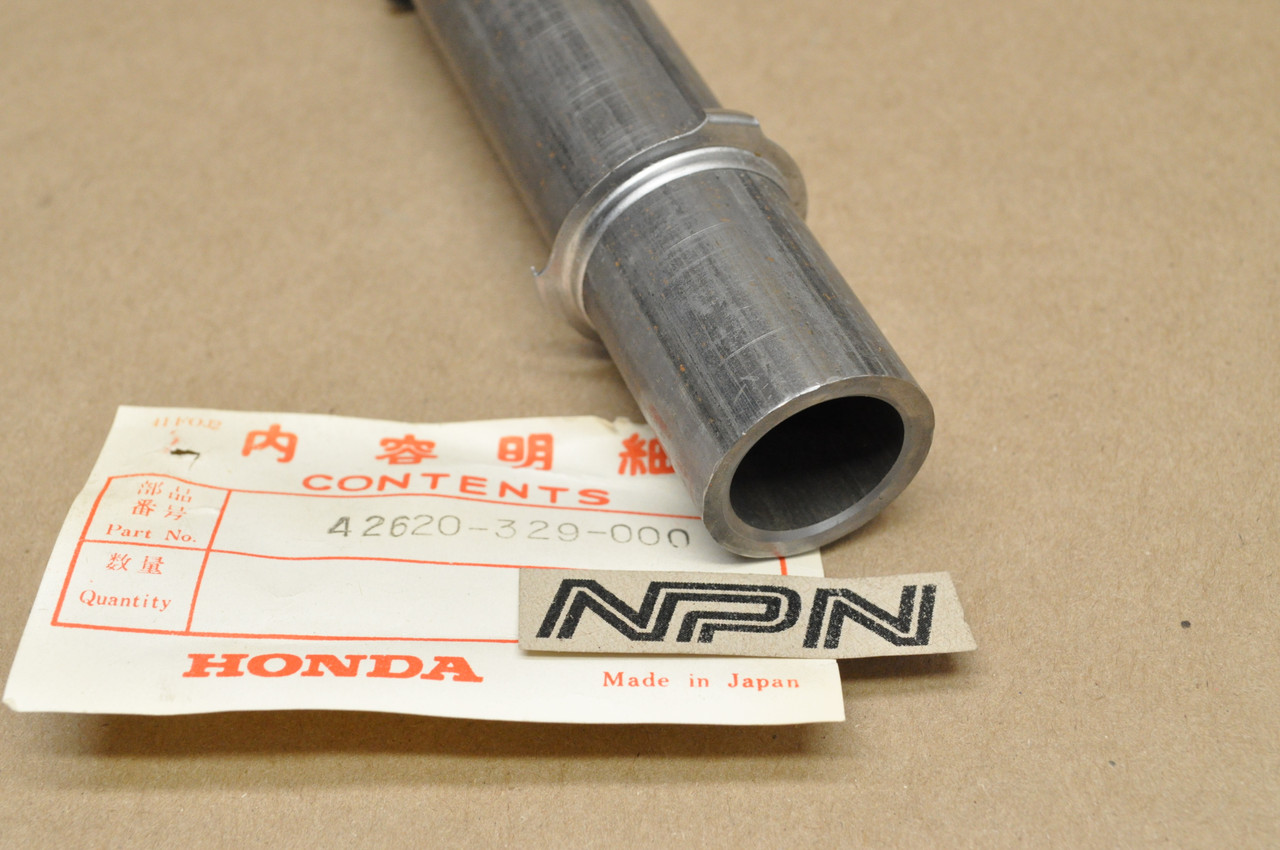 内容明細
CONTENTS
部品
番号
Part No.
42620-329-000
数量
Quantity
HONDA
Made in Japan
NPN